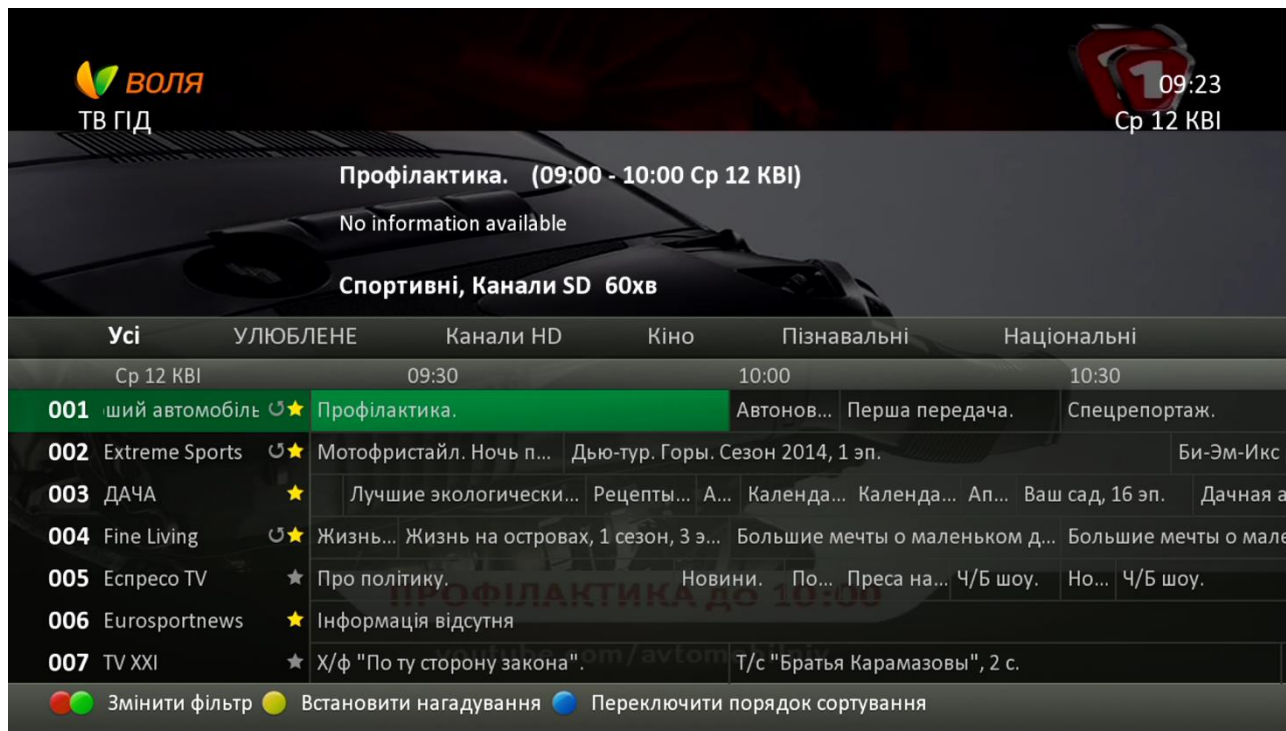 воля
1
09:23
ТВ ГІД
Ср 12 КВІ
Профілактика. (09:00 - 10:00 Ср 12 КВІ)
No information available
Спортивні, Канали SD 60хв
Усі УЛЮБЛЕНЕ Канали HD Кіно Пізнавальні Національні
Ср 12 КВІ 09:30 10:00 10:30
001 ший автомобіль Профілактика. Автонов... Перша передача. Спецрепортаж.
002 Extreme Sports Мотофристайл. Ночь п... Дью-тур. Горы. Сезон 2014, 1 эп. Би-Эм-Икс
003 ДАЧА Лучшие экологически... Рецепты... А... Календа... Календа... Ап... Ваш сад, 16 эп. Дачная а
004 Fine Living Жизнь... Жизнь на островах, 1 сезон, 3 э... Большие мечты о маленьком д... Большие мечты о мале
005 Еспресо TV Про політику. Новини. По... Преса на... Ч/Б шоу. Но... Ч/Б шоу.
ПРОФІЛАКТИКА до 10:00
006 Eurosportnews Інформація відсутня
007 TV XXI Х/ф "По ту сторону закона". Т/с "Братья Карамазовы", 2 с.
Змінити фільтр Встановити нагадування Переключити порядок сортування